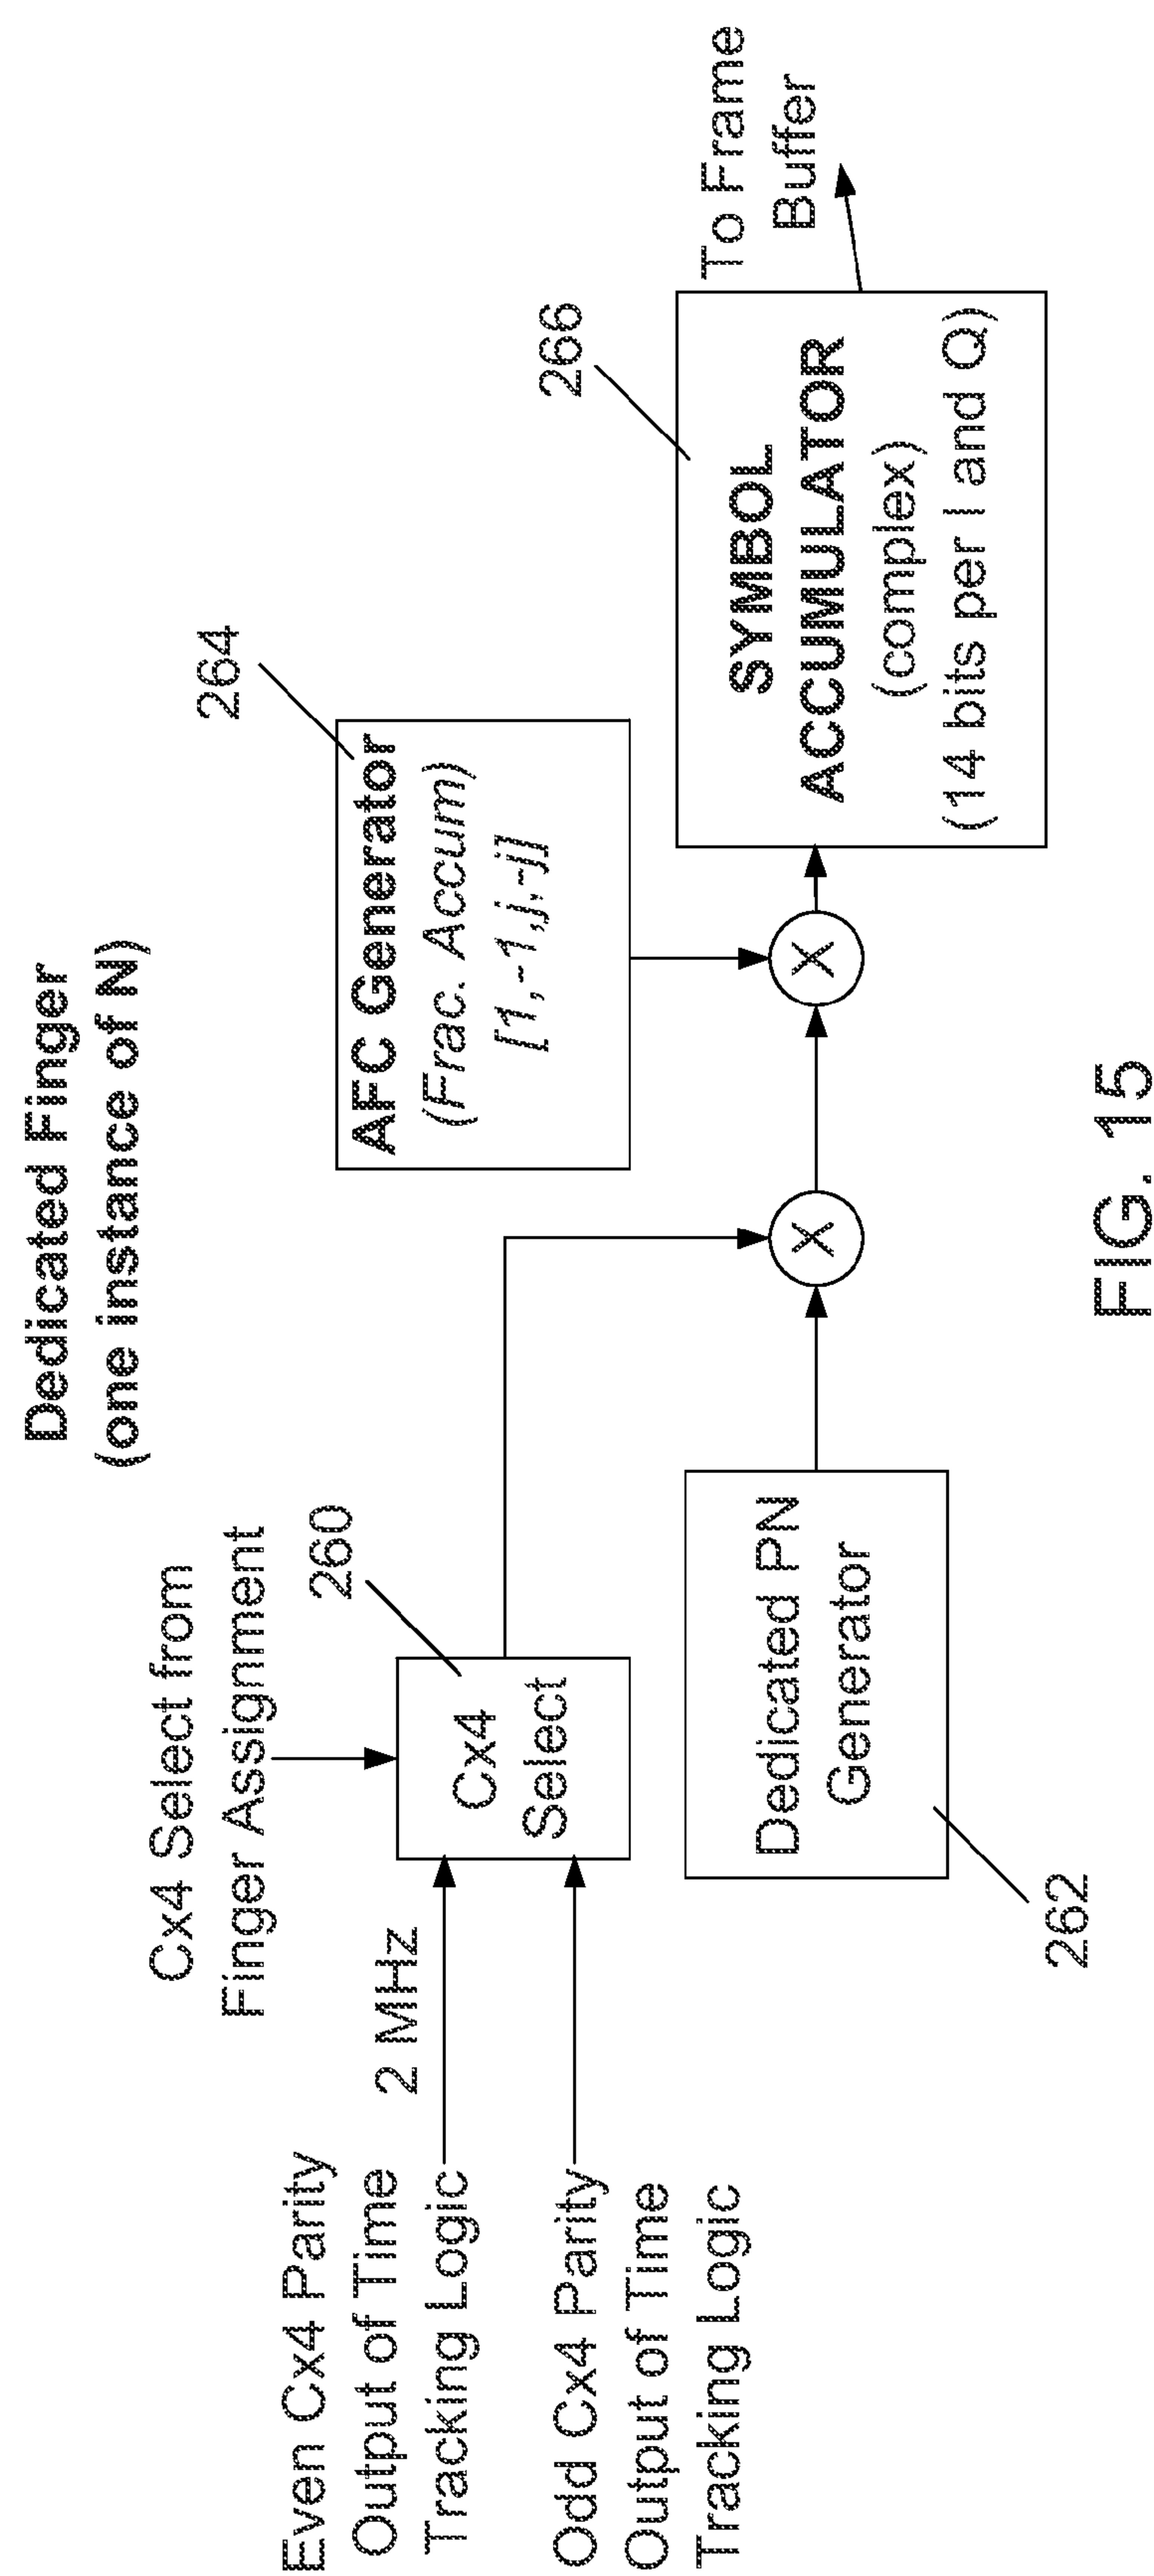 Dedicated Finger
(one instance of N)
Cx4 Select from
Finger Assignment
260
264
266
Even Cx4 Parity
Output of Time
Tracking Logic
2 MHz
Cx4
Select
AFC Generator
(Frac. Accum)
[1,-1,j,-j]
To Frame
Buffer
Odd Cx4 Parity
Output of Time
Tracking Logic
Dedicated PN
Generator
X
X
SYMBOL
ACCUMULATOR
(complex)
(14 bits per I and Q)
262
FIG. 15